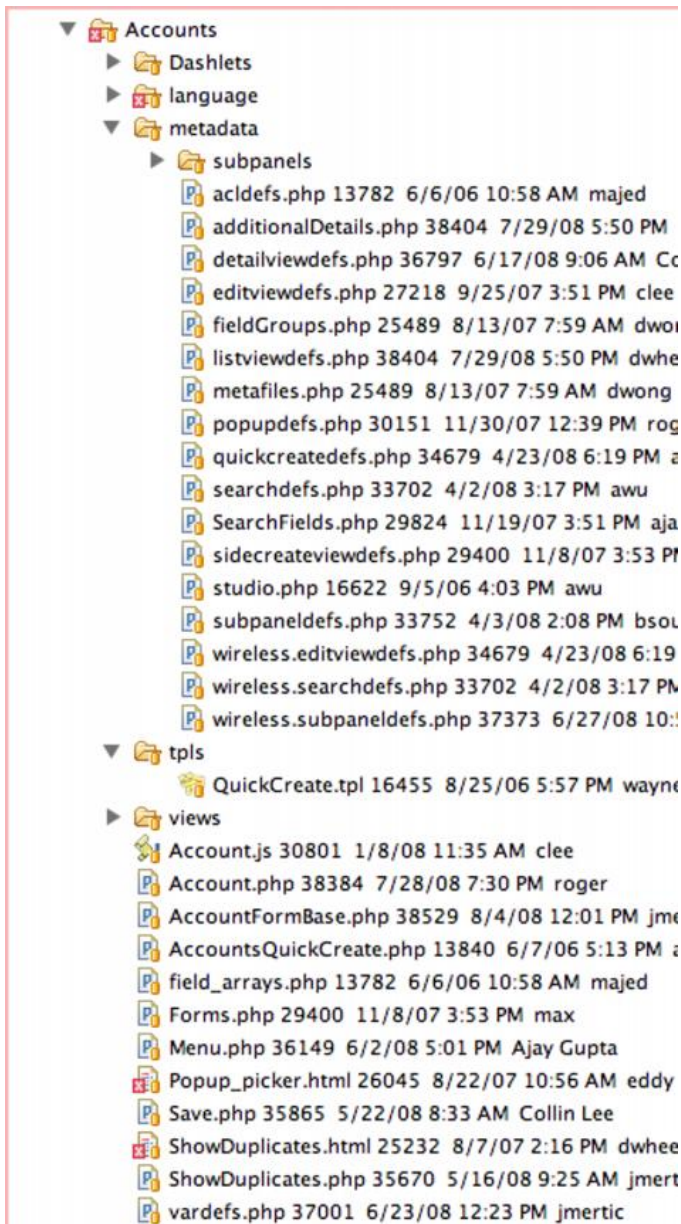 Accounts
Dashlets
language
metadata
subpanels
acldefs.php 13782 6/6/06 10:58 AM majed
additionalDetails.php 38404 7/29/08 5:50 PM
detailviewdefs.php 36797 6/17/08 9:06 AM Co
editviewdefs.php 27218 9/25/07 3:51 PM clee
fieldGroups.php 25489 8/13/07 7:59 AM dwo
listviewdefs.php 38404 7/29/08 5:50 PM dwhe
metafiles.php 25489 8/13/07 7:59 AM dwong
popupdefs.php 30151 11/30/07 12:39 PM rog
quickcreatedefs.php 34679 4/23/08 6:19 PM a
searchdefs.php 33702 4/2/08 3:17 PM awu
SearchFields.php 29824 11/19/07 3:51 PM aja
sidecreateviewdefs.php 29400 11/8/07 3:53 PM
studio.php 16622 9/5/06 4:03 PM awu
subpaneldefs.php 33752 4/3/08 2:08 PM bsou
wireless.editviewdefs.php 34679 4/23/08 6:19
wireless.searchdefs.php 33702 4/2/08 3:17 PM
wireless.subpaneldefs.php 37373 6/27/08 10:5
tpls
QuickCreate.tpl 16455 8/25/06 5:57 PM wayne
views
Account.js 30801 1/8/08 11:35 AM clee
Account.php 38384 7/28/08 7:30 PM roger
AccountFormBase.php 38529 8/4/08 12:01 PM jme
AccountsQuickCreate.php 13840 6/7/06 5:13 PM a
field_arrays.php 13782 6/6/06 10:58 AM majed
Forms.php 29400 11/8/07 3:53 PM max
Menu.php 36149 6/2/08 5:01 PM Ajay Gupta
Popup_picker.html 26045 8/22/07 10:56 AM eddy
Save.php 35865 5/22/08 8:33 AM Collin Lee
ShowDuplicates.html 25232 8/7/07 2:16 PM dwhee
ShowDuplicates.php 35670 5/16/08 9:25 AM jmert
vardefs.php 37001 6/23/08 12:23 PM jmertic